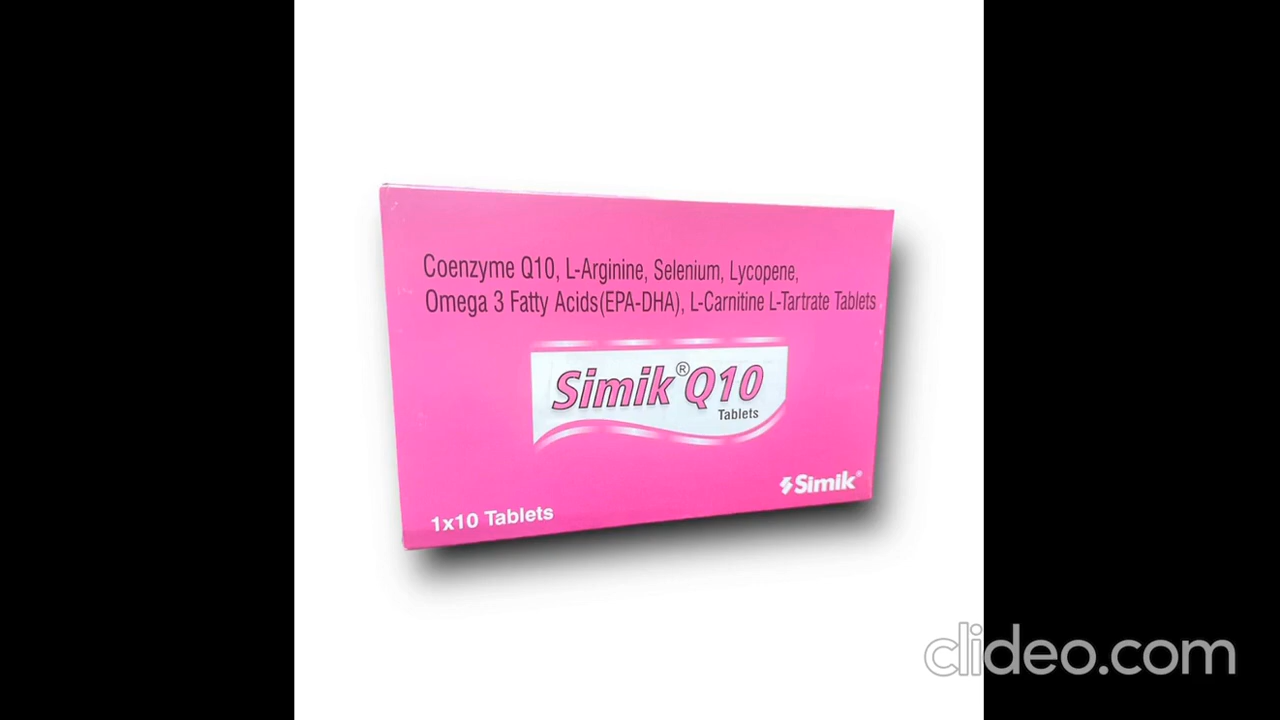 Coenzyme Q10, L-Arginine, Selenium, Lycopene,
Omega 3 Fatty Acids(EPA-DHA), L-Carnitine L-Tartrate Tablets
Simik® Q10
Tablets
Simik®
1x10 Tablets
clideo.com